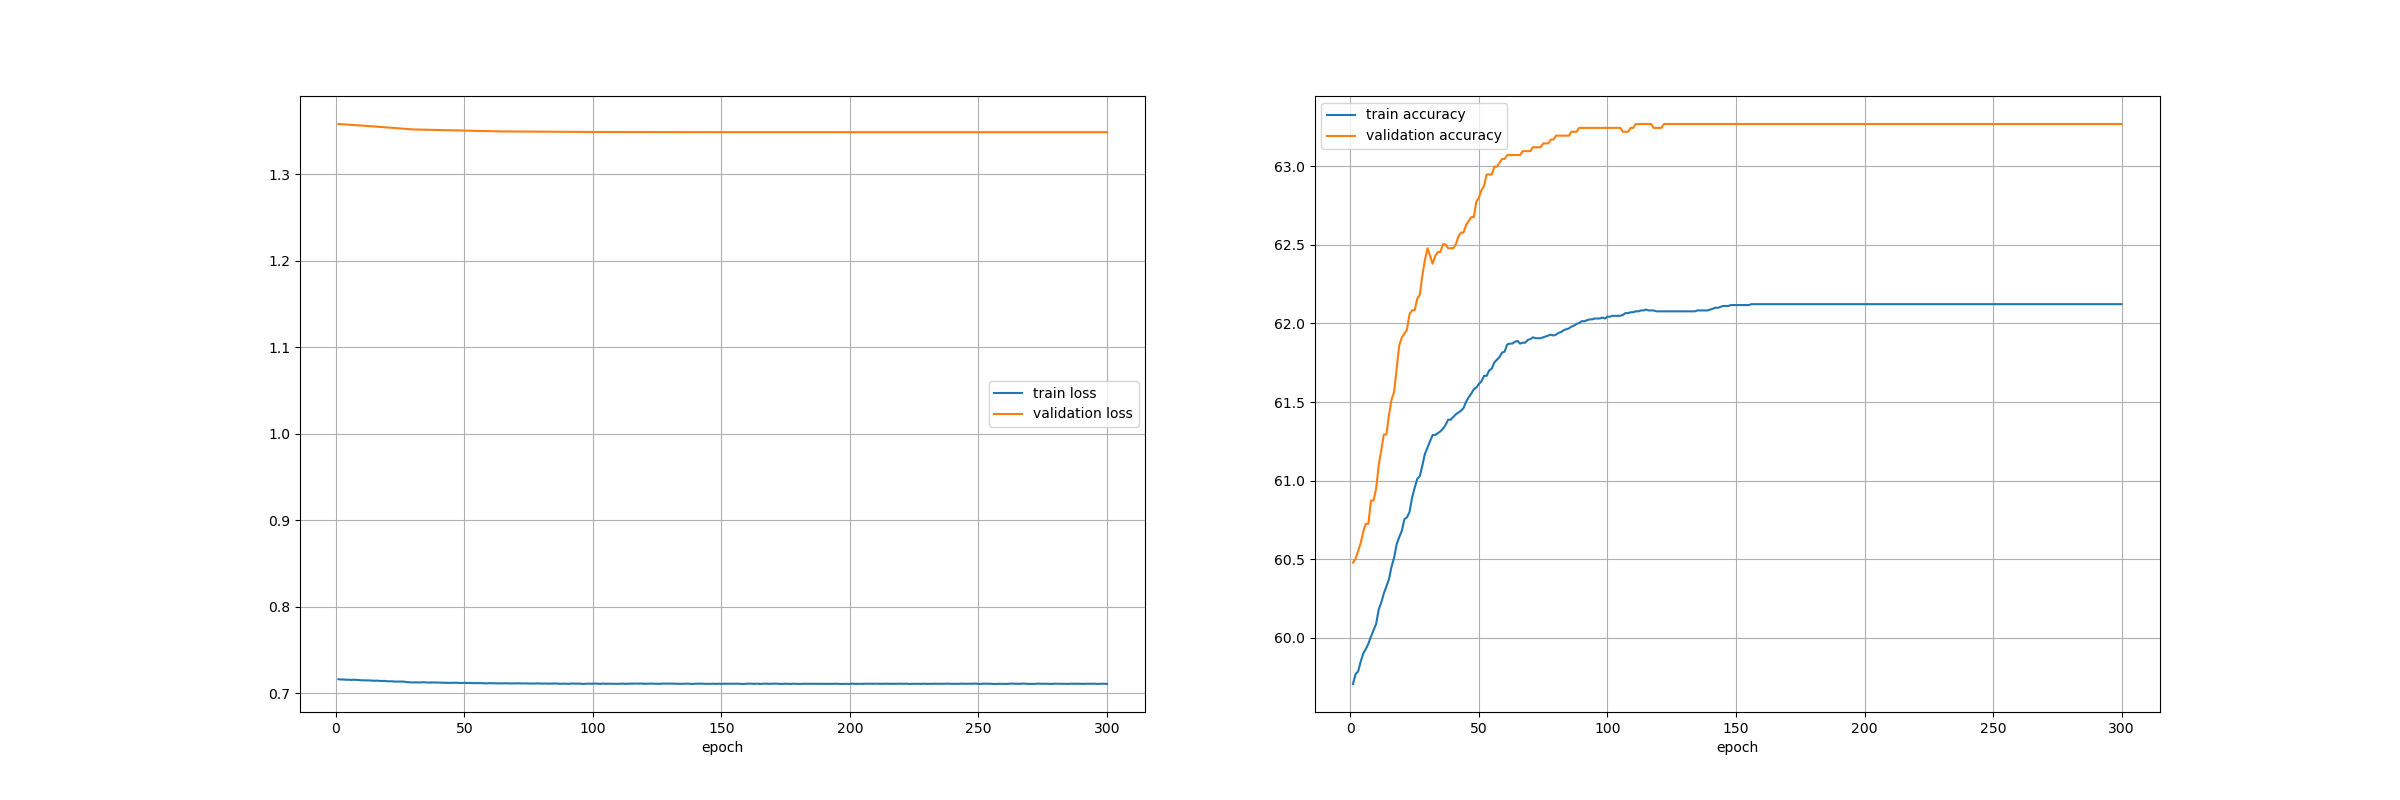 1.3
1.2
1.1
1.0
0.9
0.8
0.7
0 50 100 150 200 250 300
epoch
train loss
validation loss
train accuracy
validation accuracy
63.0
62.5
62.0
61.5
61.0
60.5
60.0
0 50 100 150 200 250 300
epoch